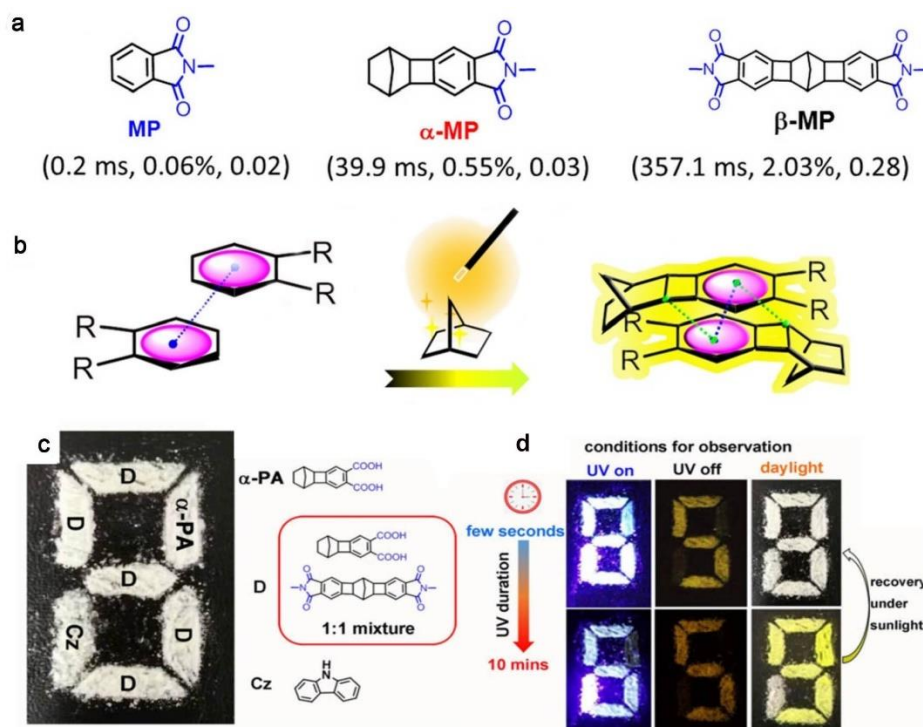 a
O
N
O
MP
(0.2 ms, 0.06%, 0.02)
O
N
O
α-MP
(39.9 ms, 0.55%, 0.03)
O O
N N
O O
β-MP
(357.1 ms, 2.03%, 0.28)
b
R
R
R
R
R
R
R
R
c
D
D
α-PA
D
Cz
D
D
α-PA
COOH
COOH
D
COOH
COOH
O O
N N
O O
1:1 mixture
Cz
H
N
d
conditions for observation
UV on UV off daylight
few seconds
UV duration
10 mins
recovery
under
sunlight